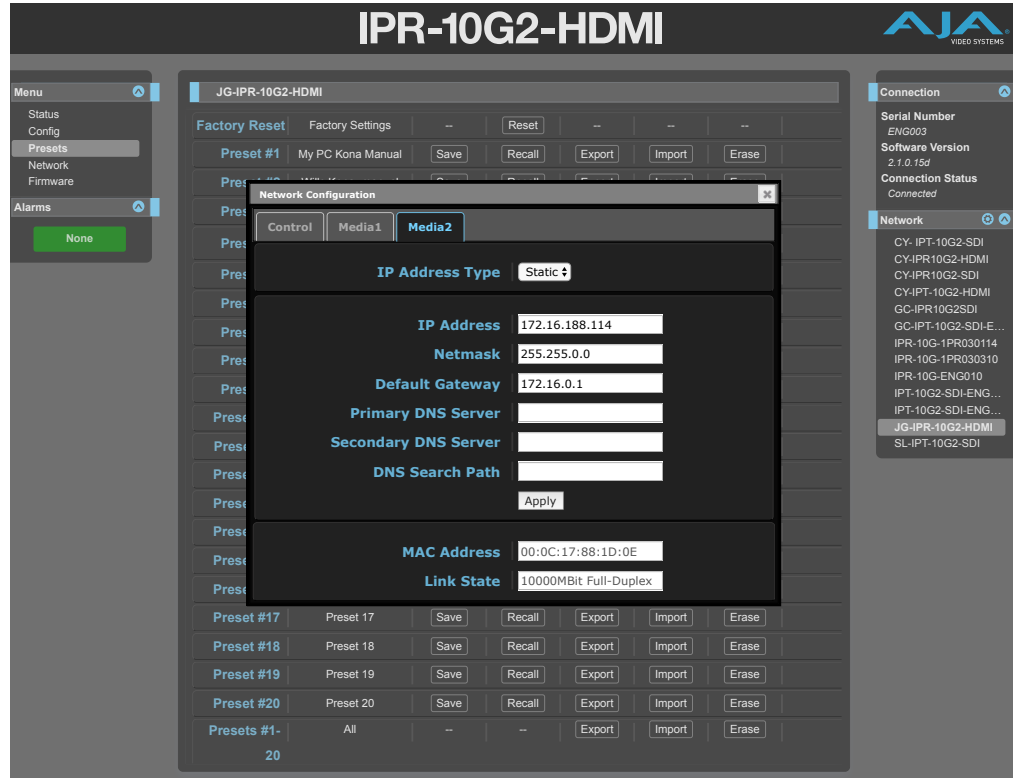 IPR-10G2-HDMI
AJA
VIDEO SYSTEMS
Menu
Status
Config
Presets
Network
Firmware
Alarms
None
JG-IPR-10G2-HDMI
Factory Reset Factory Settings -- Reset -- -- --
Preset #1 My PC Kona Manual Save Recall Export Import Erase
Network Configuration
Control Media1 Media2
IP Address Type Static
IP Address 172.16.188.114
Netmask 255.255.0.0
Default Gateway 172.16.0.1
Primary DNS Server
Secondary DNS Server
DNS Search Path
Apply
MAC Address 00:0C:17:88:1D:0E
Link State 10000MBit Full-Duplex
Preset #17 Preset 17 Save Recall Export Import Erase
Preset #18 Preset 18 Save Recall Export Import Erase
Preset #19 Preset 19 Save Recall Export Import Erase
Preset #20 Preset 20 Save Recall Export Import Erase
Presets #1- All -- -- Export Import Erase
20
Connection
Serial Number
ENG003
Software Version
2.1.0.15d
Connection Status
Connected
Network
CY- IPT-10G2-SDI
CY-IPR10G2-HDMI
CY-IPR10G2-SDI
CY-IPT-10G2-HDMI
GC-IPR10G2SDI
GC-IPT-10G2-SDI-E...
IPR-10G-1PR030114
IPR-10G-1PR030310
IPR-10G-ENG010
IPT-10G2-SDI-ENG...
IPT-10G2-SDI-ENG...
JG-IPR-10G2-HDMI
SL-IPT-10G2-SDI